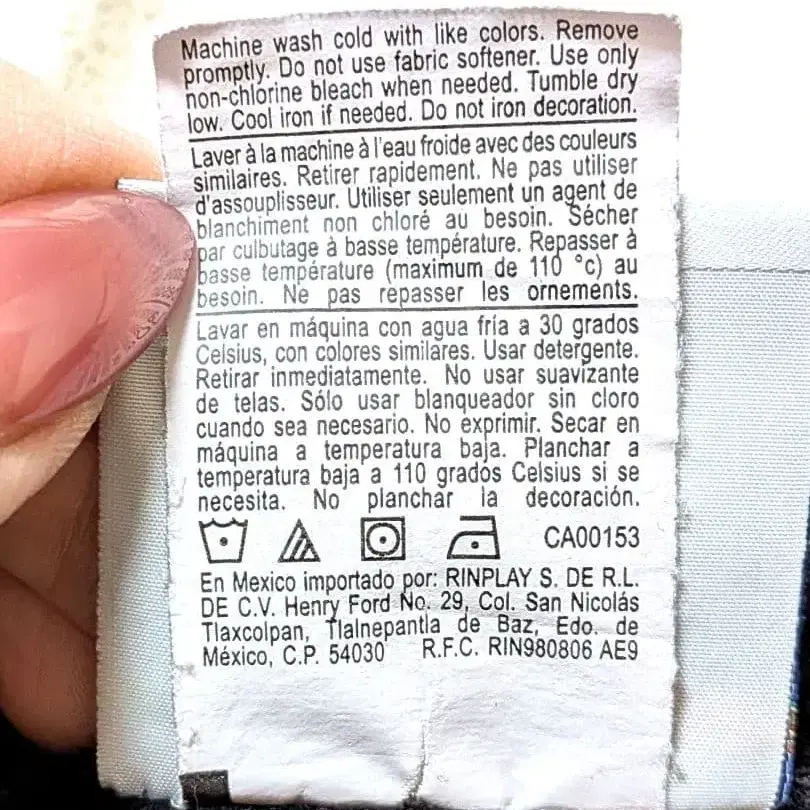 Machine wash cold with like colors. Remove
promptly. Do not use fabric softener. Use only
non-chlorine bleach when needed. Tumble dry
low. Cool iron if needed. Do not iron decoration.
Laver à la machine à l'eau froide avec des couleurs
similaires. Retirer rapidement. Ne pas utiliser
d'assouplisseur. Utiliser seulement un agent de
blanchiment non chloré au besoin. Sécher
par culbutage à basse température. Repasser à
basse température (maximum de 110 °c) au
besoin. Ne pas repasser les ornements.
Lavar en máquina con agua fría a 30 grados
Celsius, con colores similares. Usar detergente.
Retirar inmediatamente. No usar suavizante
de telas. Sólo usar blanqueador sin cloro
cuando sea necesario. No exprimir. Secar en
máquina a temperatura baja. Planchar a
temperatura baja a 110 grados Celsius si se
necesita. No planchar la decoración.
CA00153
En Mexico importado por: RINPLAY S. DE R.L.
DE C.V. Henry Ford No. 29, Col. San Nicolás
Tlaxcolpan, Tlalnepantla de Baz, Edo. de
México, C.P. 54030 R.F.C. RIN980806 AE9